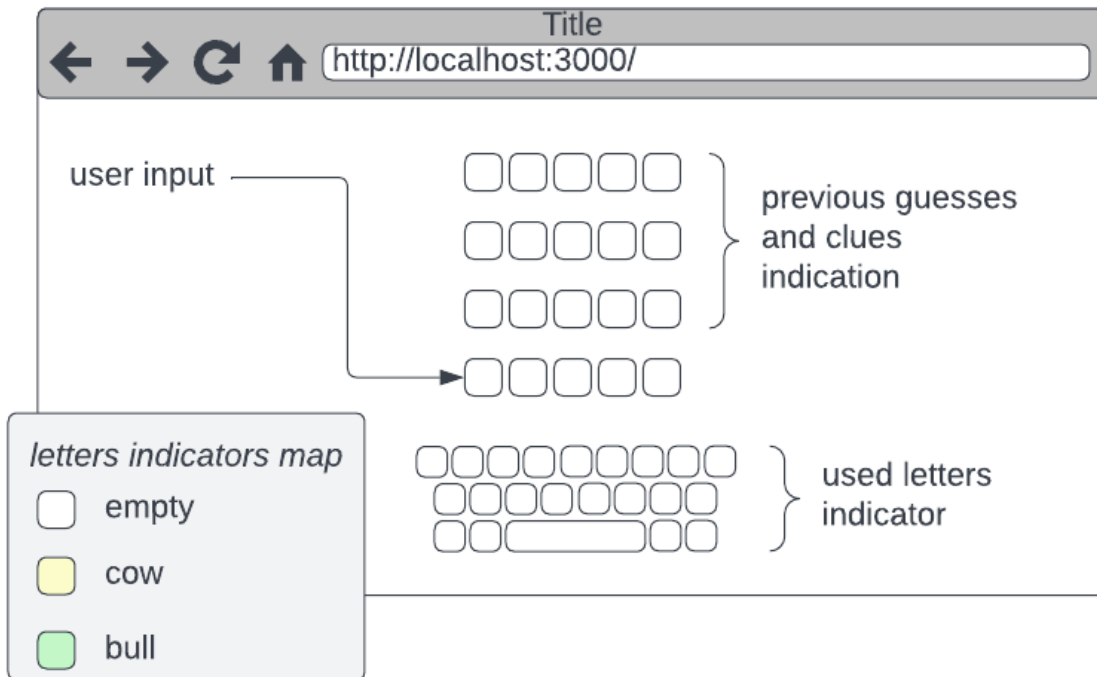 Title
http://localhost:3000/
user input
previous guesses
and clues
indication
letters indicators map
empty
cow
bull
used letters
indicator